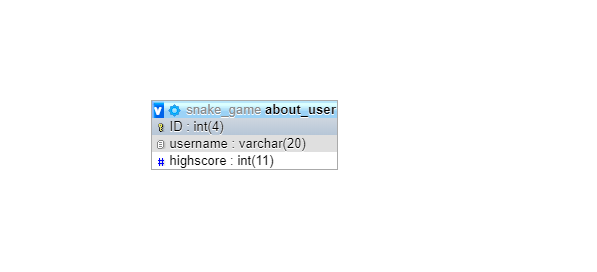 v snake_game about_user
ID : int(4)
username : varchar(20)
# highscore : int(11)